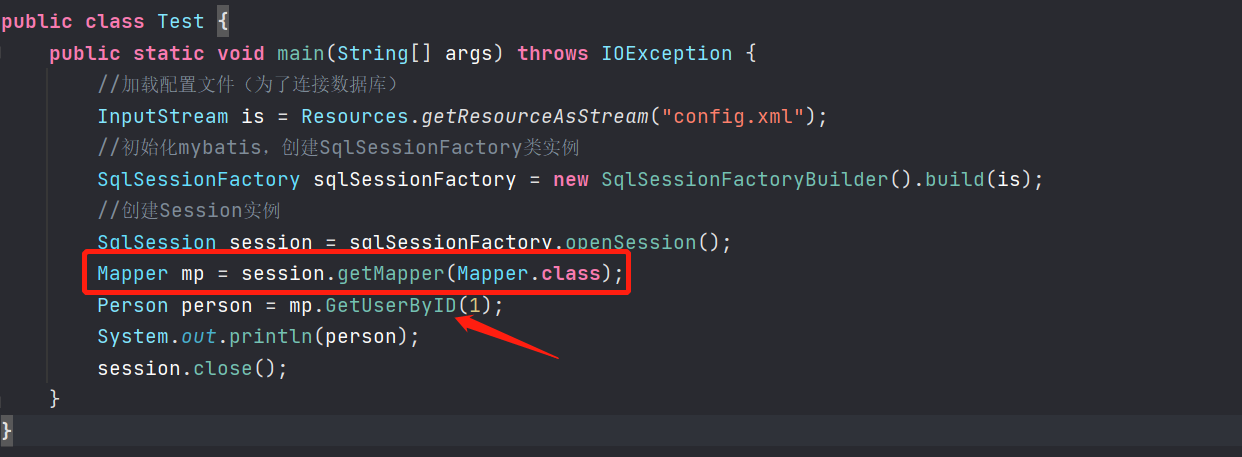 public class Test {
public static void main(String[] args) throws IOException {
//加载配置文件（为了连接数据库）
InputStream is = Resources.getResourceAsStream("config.xml");
//初始化mybatis，创建SqlSessionFactory类实例
SqlSessionFactory sqlSessionFactory = new SqlSessionFactoryBuilder().build(is);
//创建Session实例
SqlSession session = sqlSessionFactory.openSession();
Mapper mp = session.getMapper(Mapper.class);
Person person = mp.GetUserByID(1);
System.out.println(person);
session.close();
}
}